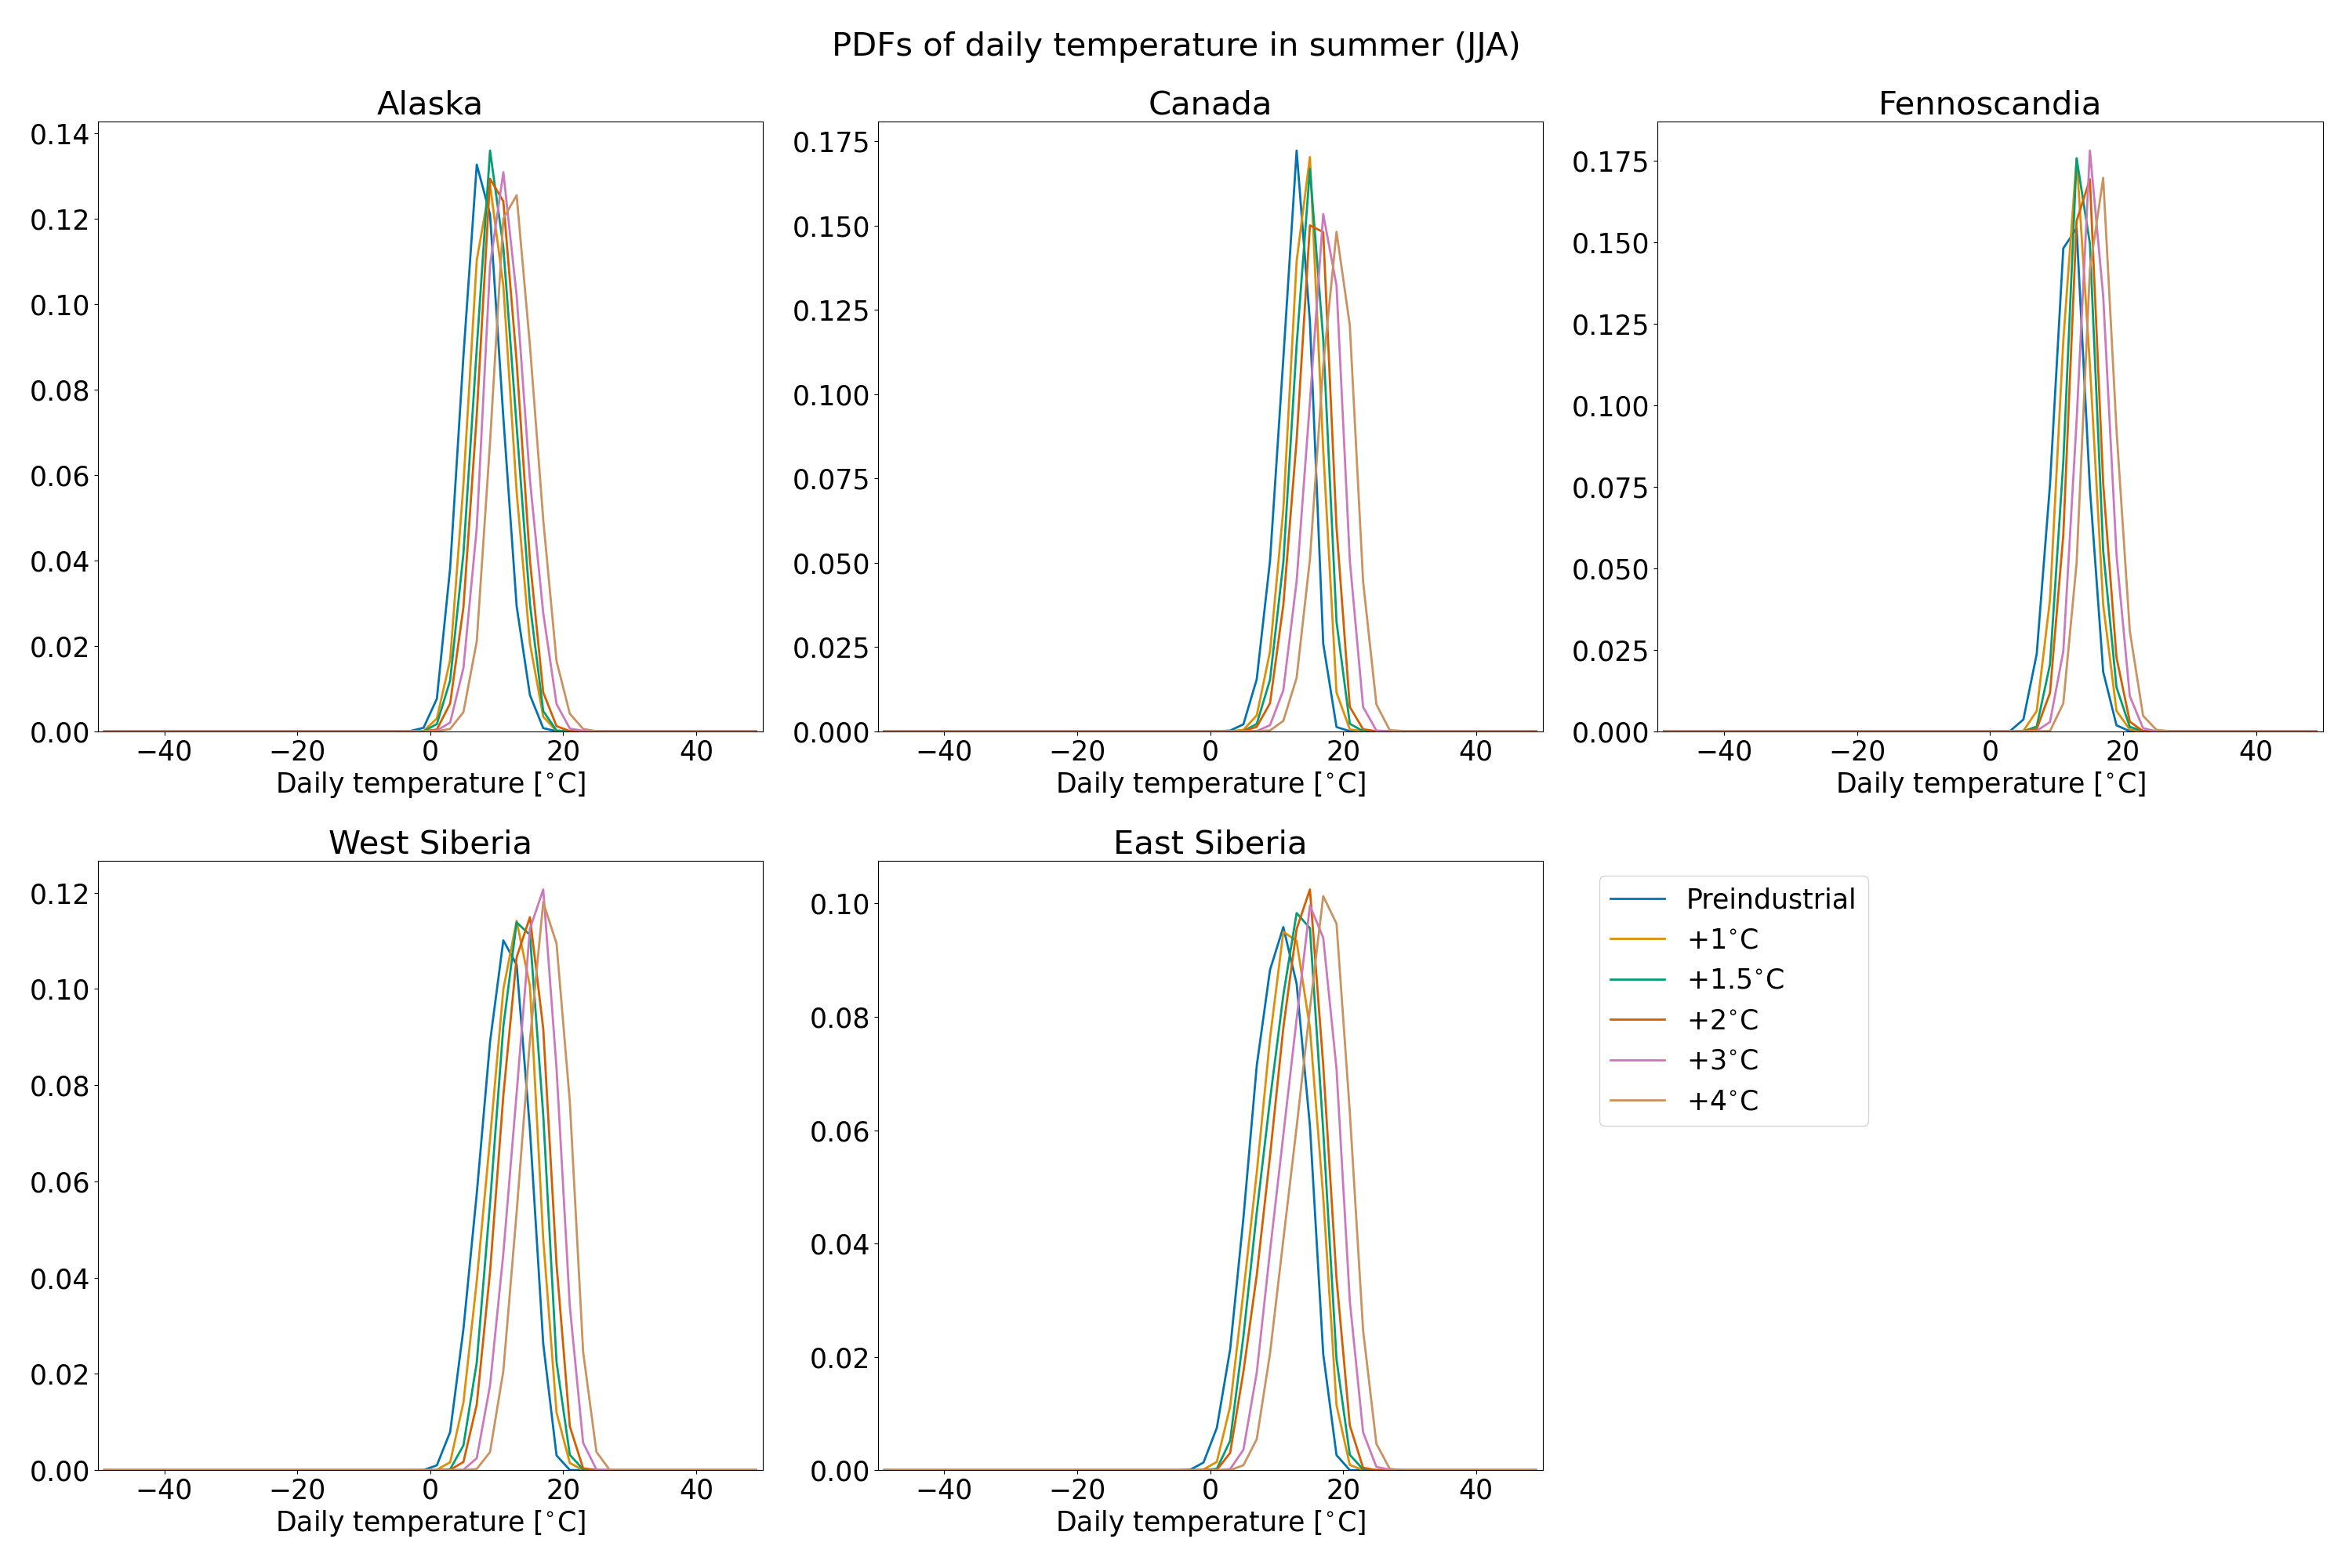 PDFs of daily temperature in summer (JJA)
Alaska
0.14
0.12
0.10
0.08
0.06
0.04
0.02
0.00
−40 −20 0 20 40
Daily temperature [°C]
Canada
0.175
0.150
0.125
0.100
0.075
0.050
0.025
0.000
−40 −20 0 20 40
Daily temperature [°C]
Fennoscandia
0.175
0.150
0.125
0.100
0.075
0.050
0.025
0.000
−40 −20 0 20 40
Daily temperature [°C]
West Siberia
0.12
0.10
0.08
0.06
0.04
0.02
0.00
−40 −20 0 20 40
Daily temperature [°C]
East Siberia
0.10
0.08
0.06
0.04
0.02
0.00
−40 −20 0 20 40
Daily temperature [°C]
Preindustrial
+1°C
+1.5°C
+2°C
+3°C
+4°C